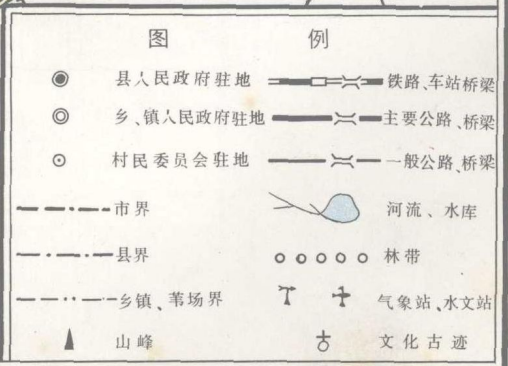 图 例
县人民政府驻地
乡、镇人民政府驻地
村民委员会驻地
市界
县界
乡镇、苇场界
山峰
铁路、车站桥梁
主要公路、桥梁
一般公路、桥梁
河流、水库
林带
气象站、水文站
文化古迹